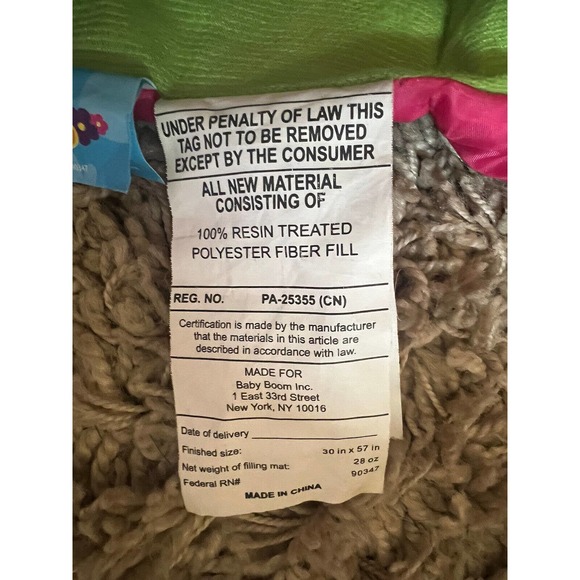 UNDER PENALTY OF LAW THIS
TAG NOT TO BE REMOVED
EXCEPT BY THE CONSUMER
ALL NEW MATERIAL
CONSISTING OF
100% RESIN TREATED
POLYESTER FIBER FILL
REG. NO. PA-25355 (CN)
Certification is made by the manufacturer
that the materials in this article are
described in accordance with law.
MADE FOR
Baby Boom Inc.
1 East 33rd Street
New York, NY 10016
Date of delivery
Finished size: 30 in x 57 in
Net weight of filling mat: 28 oz
Federal RN# 90347
MADE IN CHINA